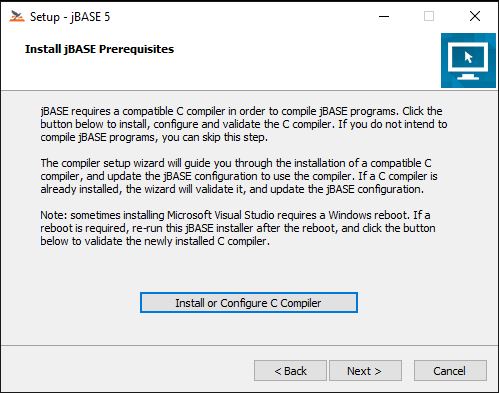 Setup - jBASE 5
Install jBASE Prerequisites
jBASE requires a compatible C compiler in order to compile jBASE programs. Click the
button below to install, configure and validate the C compiler. If you do not intend to
compile jBASE programs, you can skip this step.
The compiler setup wizard will guide you through the installation of a compatible C
compiler, and update the jBASE configuration to use the compiler. If a C compiler is
already installed, the wizard will validate it, and update the jBASE configuration.
Note: sometimes installing Microsoft Visual Studio requires a Windows reboot. If a
reboot is required, re-run this jBASE installer after the reboot, and click the button
below to validate the newly installed C compiler.
Install or Configure C Compiler
< Back
Next >
Cancel